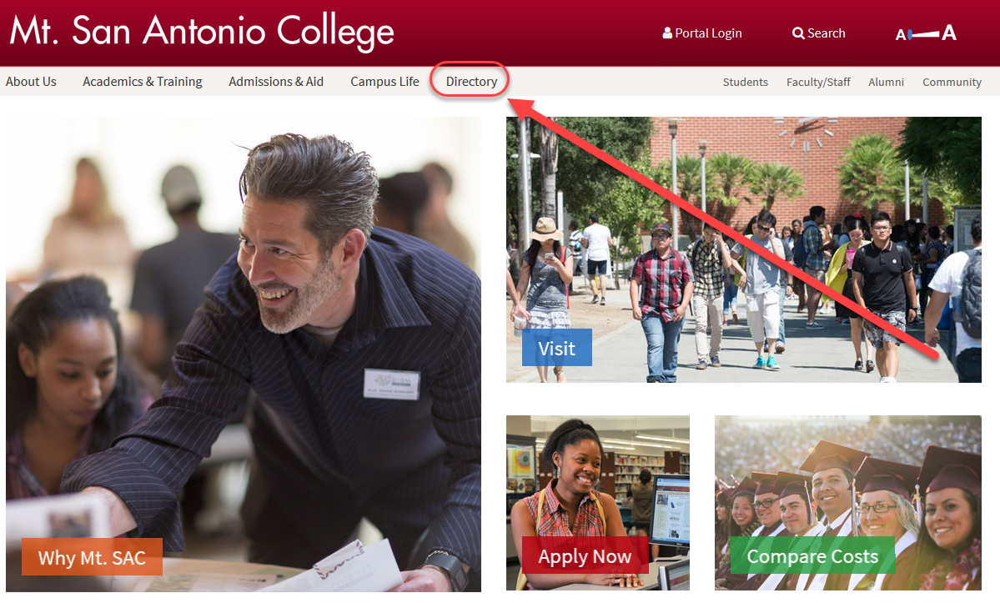 Mt. San Antonio College
Portal Login
Search
A A
About Us
Academics & Training
Admissions & Aid
Campus Life
Directory
Students
Faculty/Staff
Alumni
Community
STEM
Visit
Why Mt. SAC
Apply Now
Compare Costs